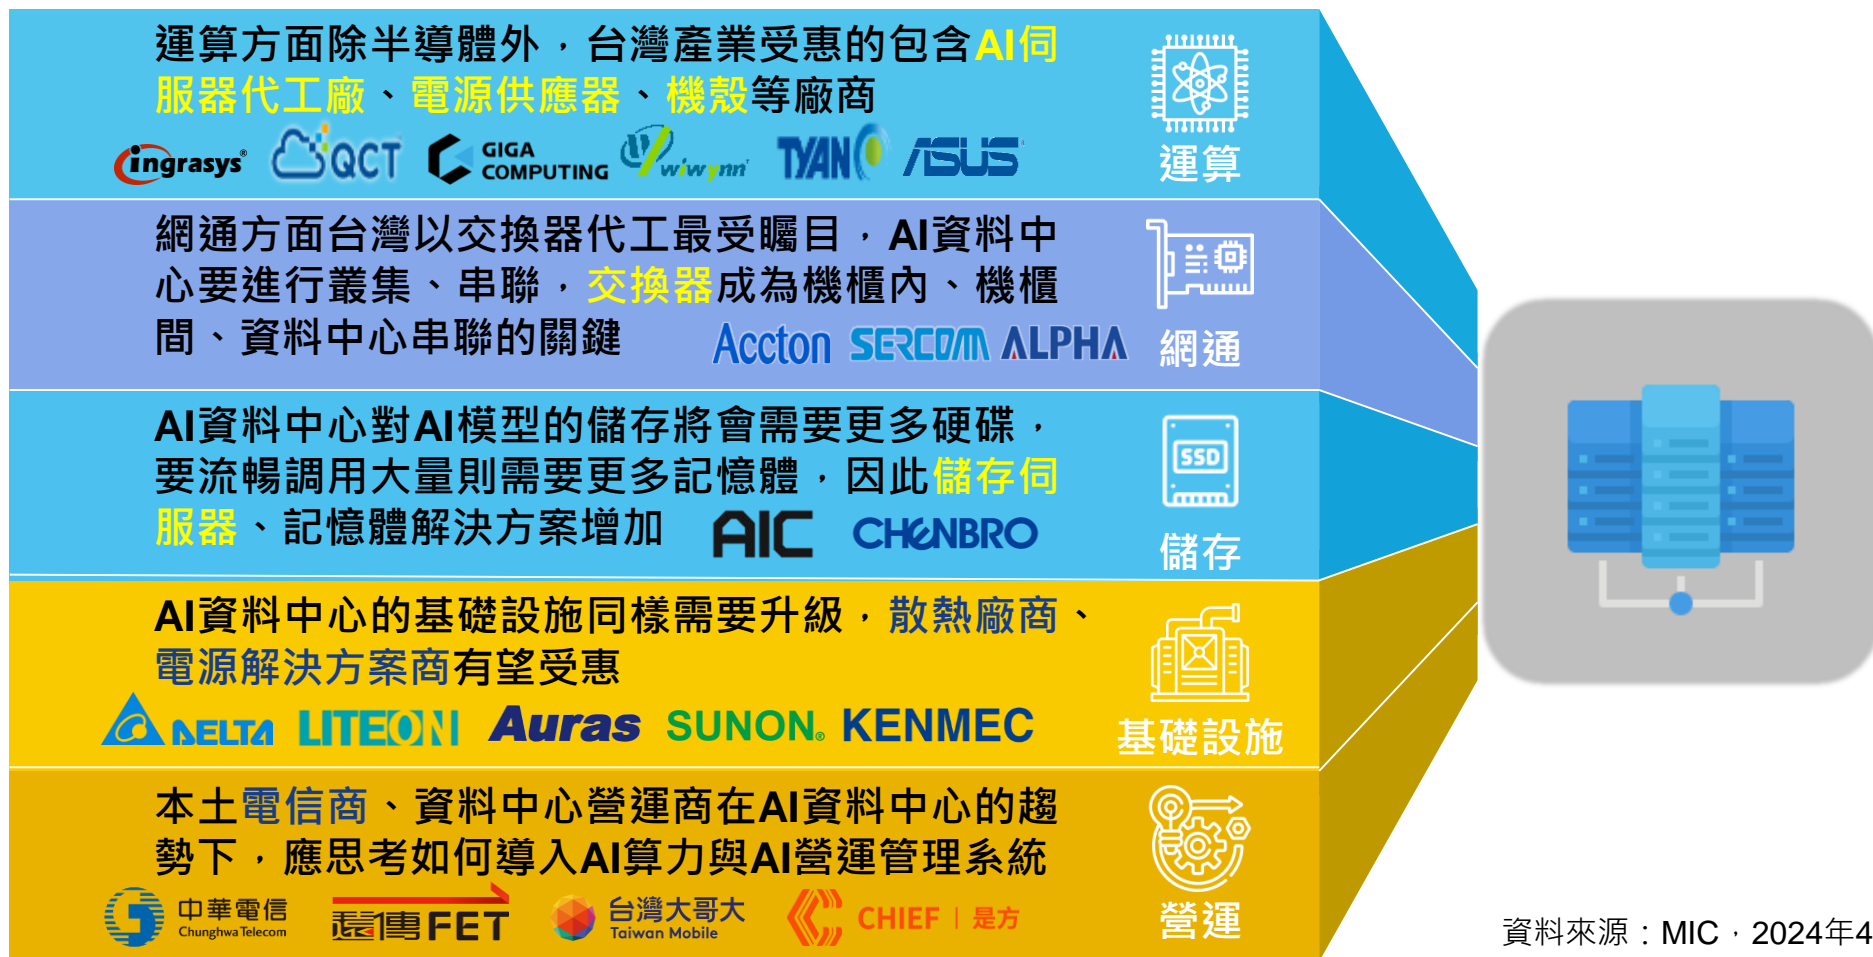 運算方面除半導體外，台灣產業受惠的包含AI伺
服器代工廠、電源供應器、機殼等廠商
ingrasys®
QCT
GIGA
COMPUTING
wiwynn
TYAN
ASUS
運算
網通方面台灣以交換器代工最受矚目，AI資料中
心要進行叢集、串聯，交換器成為機櫃內、機櫃
間、資料中心串聯的關鍵
Accton
SERCOMM
ALPHA
網通
AI資料中心對AI模型的儲存將會需要更多硬碟，
要流暢調用大量則需要更多記憶體，因此儲存伺
服器、記憶體解決方案增加
AIC
CHENBRO
SSD
儲存
AI資料中心的基礎設施同樣需要升級，散熱廠商、
電源解決方案商有望受惠
DELTA
LITEON
Auras
SUNON®
KENMEC
基礎設施
本土電信商、資料中心營運商在AI資料中心的趨
勢下，應思考如何導入AI算力與AI營運管理系統
中華電信
Chunghwa Telecom
遠傳FET
台灣大哥大
Taiwan Mobile
CHIEF | 是方
營運
資料來源：MIC，2024年4